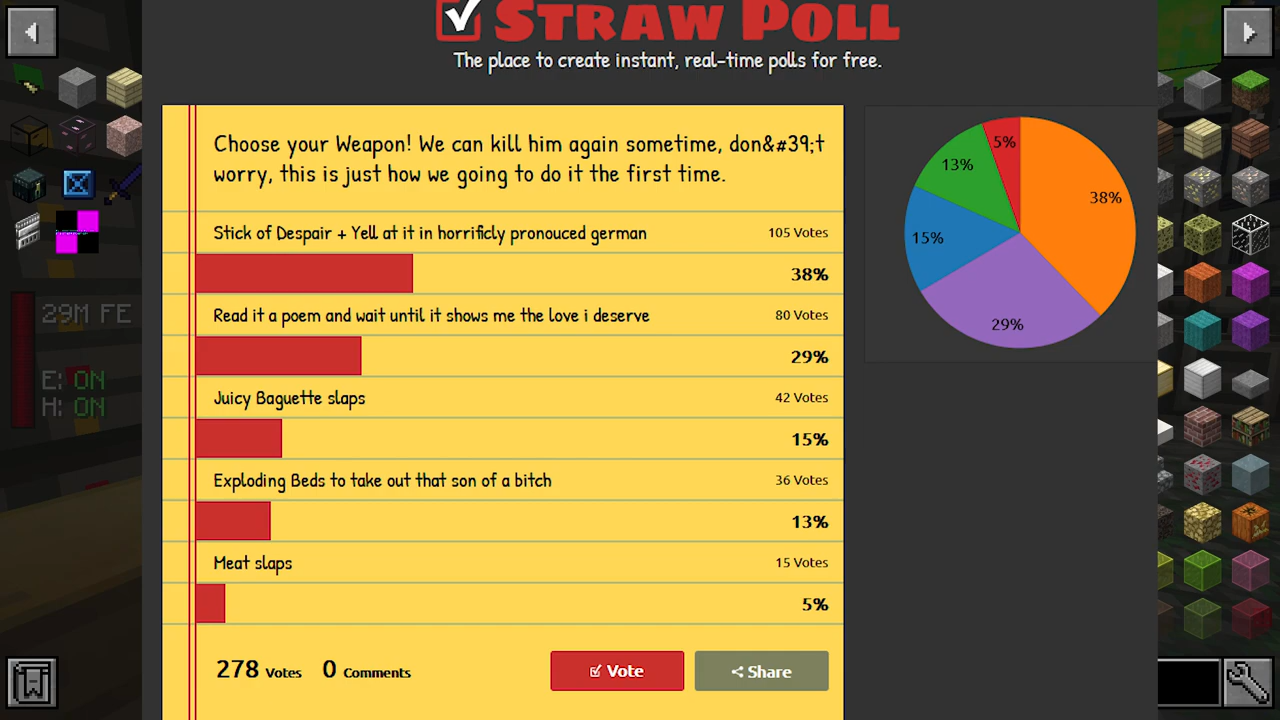 STRAW POLL
The place to create instant, real-time polls for free.
Choose your Weapon! We can kill him again sometime, don&#39;t
worry, this is just how we going to do it the first time.
Stick of Despair + Yell at it in horrificly pronouced german
105 Votes
38%
Read it a poem and wait until it shows me the love i deserve
80 Votes
29%
Juicy Baguette slaps
42 Votes
15%
Exploding Beds to take out that son of a bitch
36 Votes
13%
Meat slaps
15 Votes
5%
278 Votes 0 Comments
Vote
Share
5%
13%
38%
15%
29%
29M FE
E: ON
H: ON